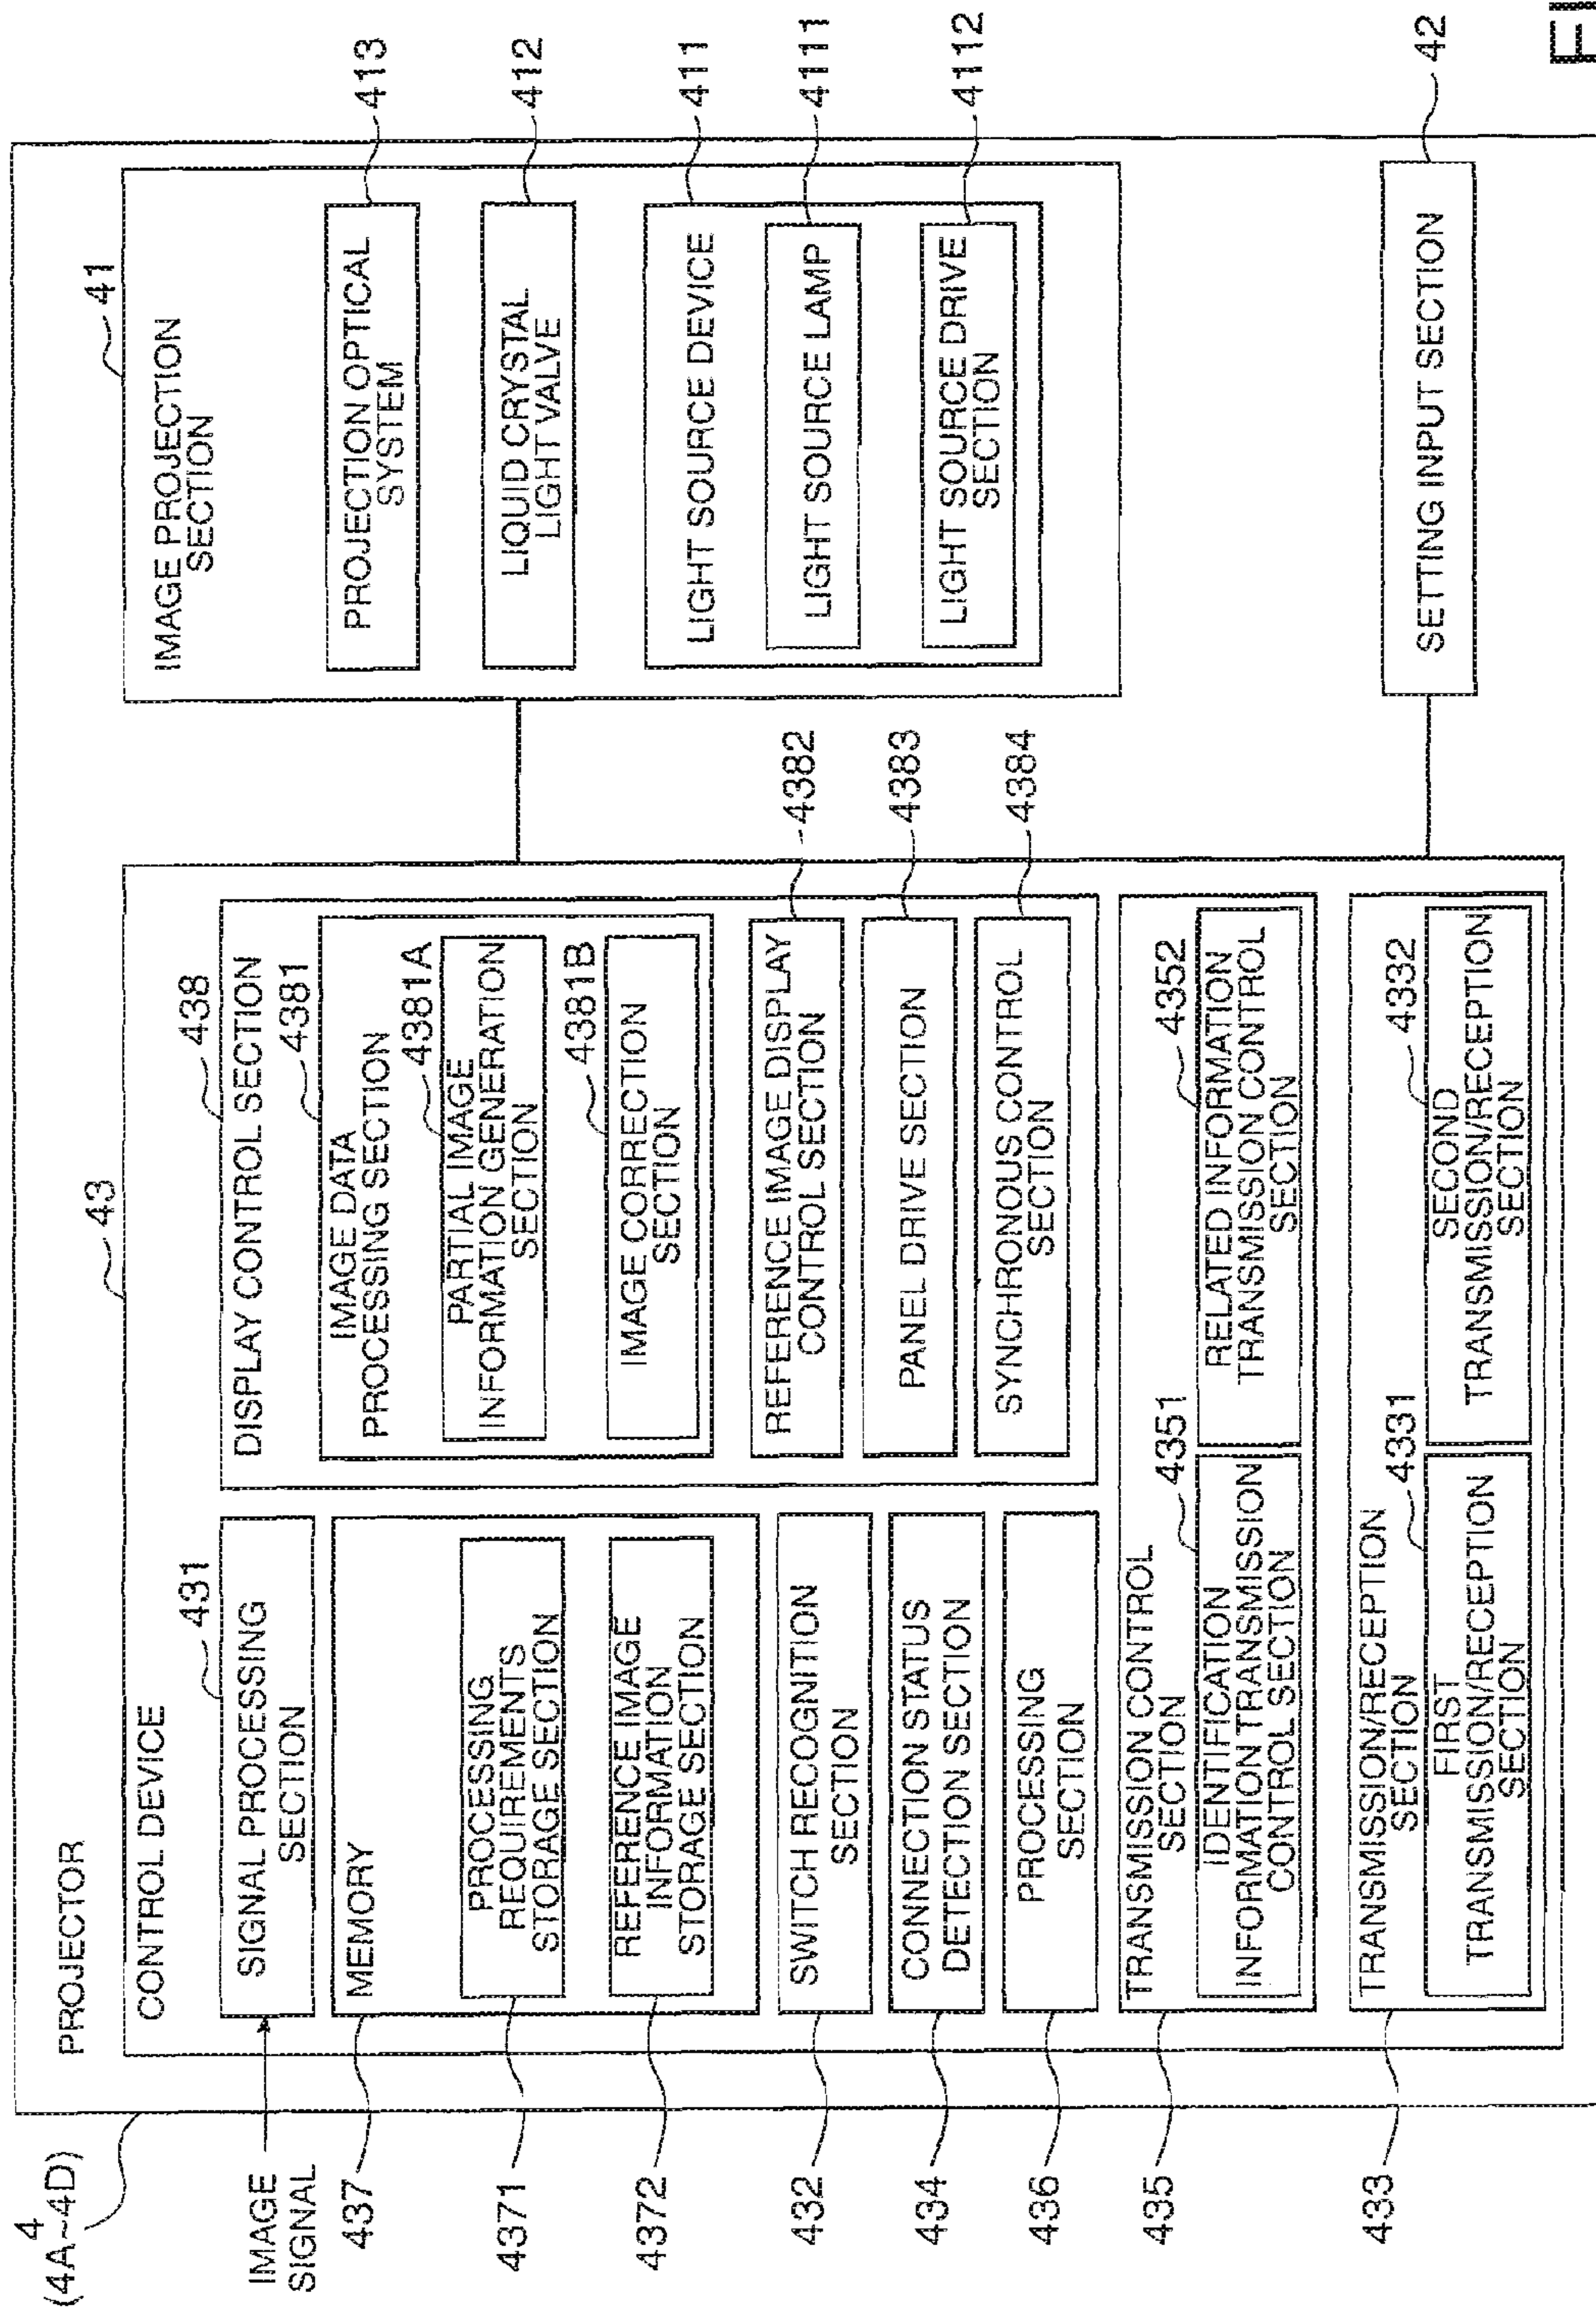 4
(4A~4D)
PROJECTOR
43
CONTROL DEVICE
IMAGE
SIGNAL
431
SIGNAL PROCESSING
SECTION
437
MEMORY
4371
PROCESSING
REQUIREMENTS
STORAGE SECTION
4372
REFERENCE IMAGE
INFORMATION
STORAGE SECTION
432
SWITCH RECOGNITION
SECTION
434
CONNECTION STATUS
DETECTION SECTION
436
PROCESSING
SECTION
438
DISPLAY CONTROL SECTION
4381
IMAGE DATA
PROCESSING SECTION
4381A
PARTIAL IMAGE
INFORMATION GENERATION
SECTION
4381B
IMAGE CORRECTION
SECTION
REFERENCE IMAGE DISPLAY
CONTROL SECTION
4382
PANEL DRIVE SECTION
4383
SYNCHRONOUS CONTROL
SECTION
4384
435
TRANSMISSION CONTROL
SECTION
4351
IDENTIFICATION
INFORMATION TRANSMISSION
CONTROL SECTION
4352
RELATED INFORMATION
TRANSMISSION CONTROL
SECTION
433
TRANSMISSION/RECEPTION
SECTION
4331
FIRST
TRANSMISSION/RECEPTION
SECTION
4332
SECOND
TRANSMISSION/RECEPTION
SECTION
41
IMAGE PROJECTION
SECTION
PROJECTION OPTICAL
SYSTEM
413
LIQUID CRYSTAL
LIGHT VALVE
412
LIGHT SOURCE DEVICE
411
LIGHT SOURCE LAMP
4111
LIGHT SOURCE DRIVE
SECTION
4112
SETTING INPUT SECTION
42